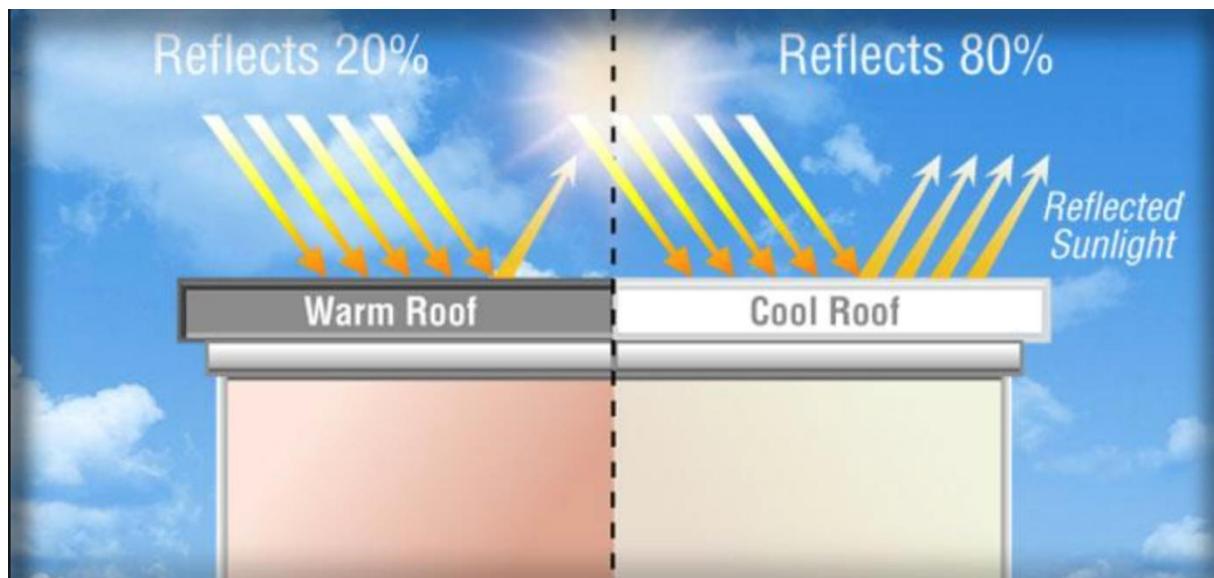 Reflects 20%
Reflects 80%
Reflected
Sunlight
Warm Roof
Cool Roof